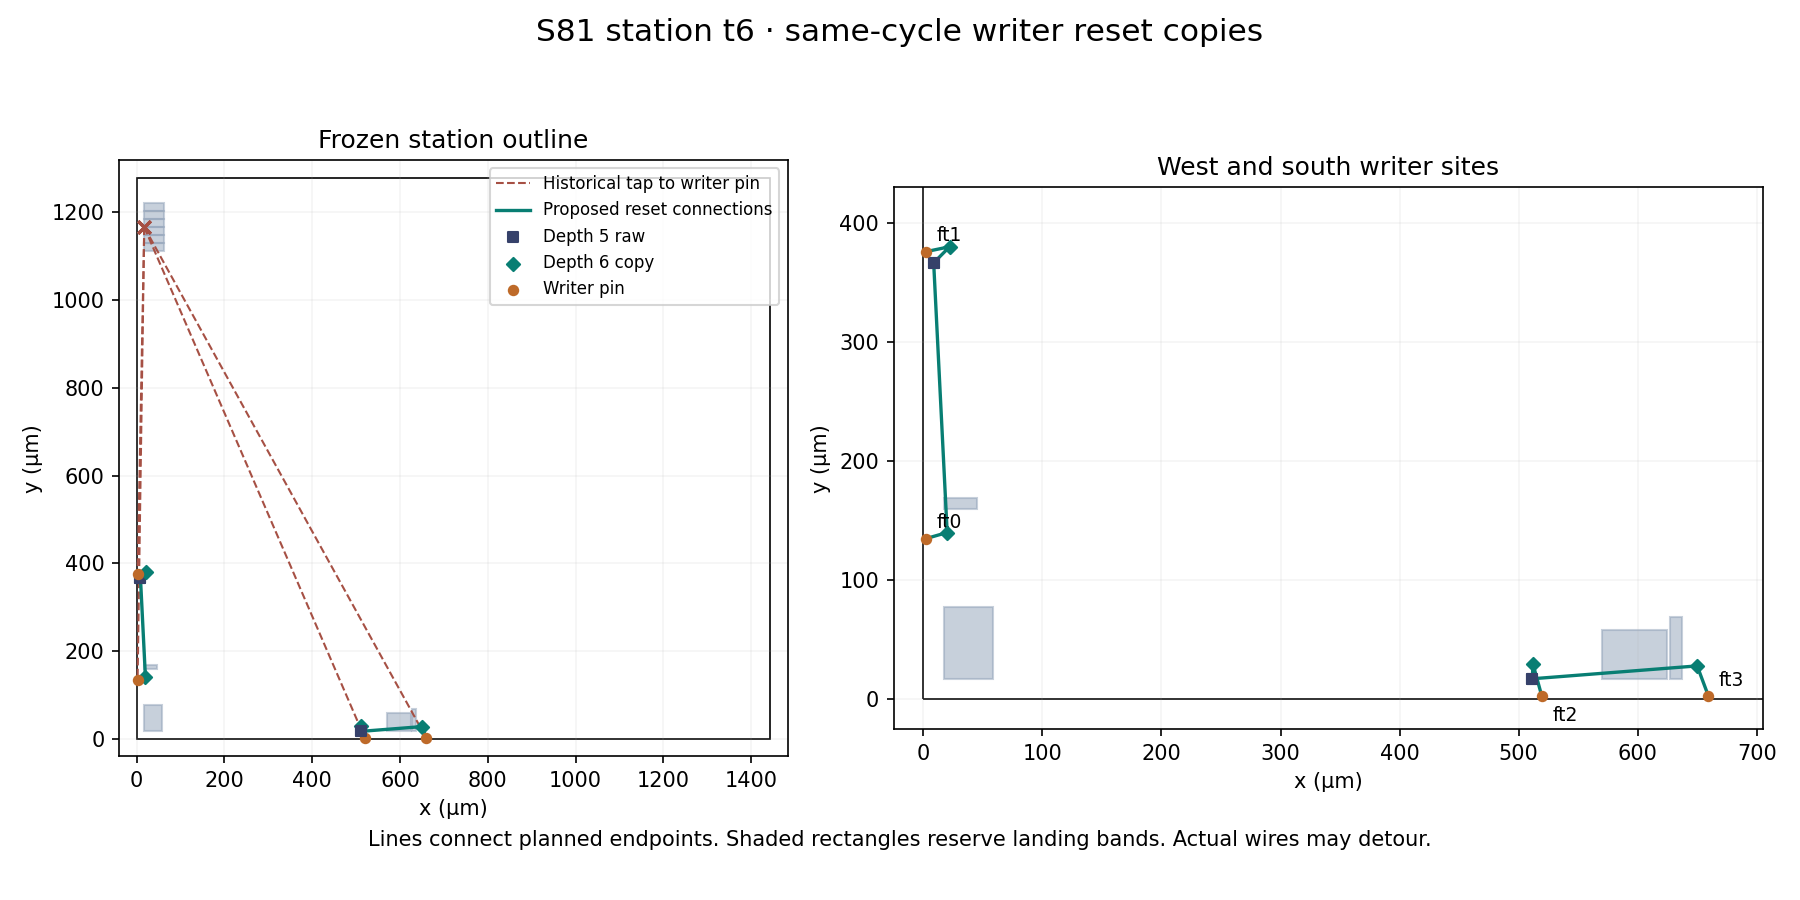 S81 station t6 · same-cycle writer reset copies
Frozen station outline
Historical tap to writer pin
Proposed reset connections
Depth 5 raw
Depth 6 copy
Writer pin
y (µm)
1200
1000
800
600
400
200
0
0 200 400 600 800 1000 1200 1400
x (µm)
West and south writer sites
y (µm)
400
300
200
100
0
ft1
ft0
ft3
ft2
0 100 200 300 400 500 600 700
x (µm)
Lines connect planned endpoints. Shaded rectangles reserve landing bands. Actual wires may detour.